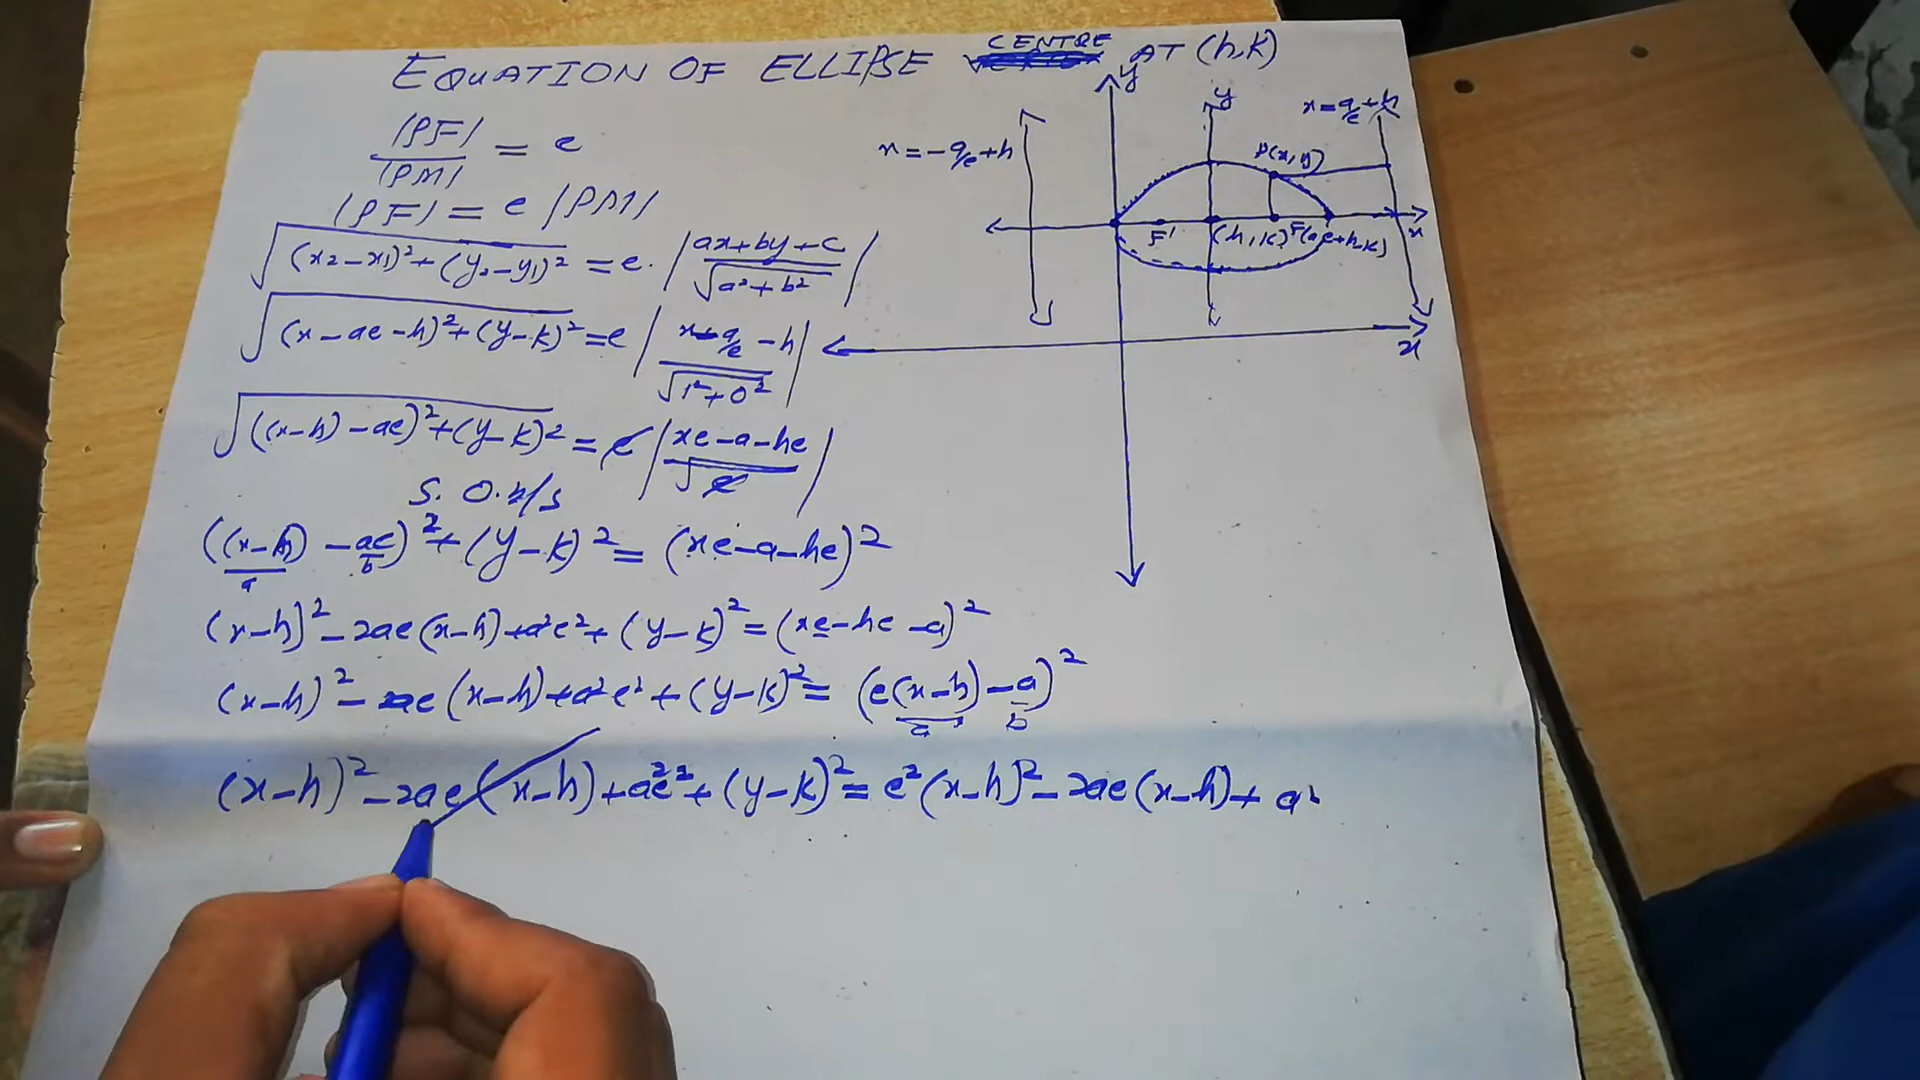 EQUATION OF ELLIPSE CENTRE AT (h,k)
|PF|/|PM| = e
|PF| = e |PM|
√((x₂-x₁)²+(y₂-y₁)²) = e. |(ax+by+c)/√(a²+b²)|
√((x-ae-h)²+(y-k)²) = e |(x-a/e-h)/√(1²+0²)|
√(((x-h)-ae)²+(y-k)²) = e |(xe-a-he)/√e|
S.O.b/s
((x-h) -ae)²+(y-k)² = (xe-a-he)²
a b
(x-h)²-2ae(x-h)+a²e²+(y-k)² = (xe-he-a)²
(x-h)²-2ae(x-h)+a²e²+(y-k)² = (e(x-h)-a)²
a b
(x-h)²-2ae(x-h)+a²e²+(y-k)² = e²(x-h)²-2ae(x-h)+a²
y
y
x=a/e+h
x=-a/e+h
P(x,y)
F' (h,k) F(ae+h,k) x
x